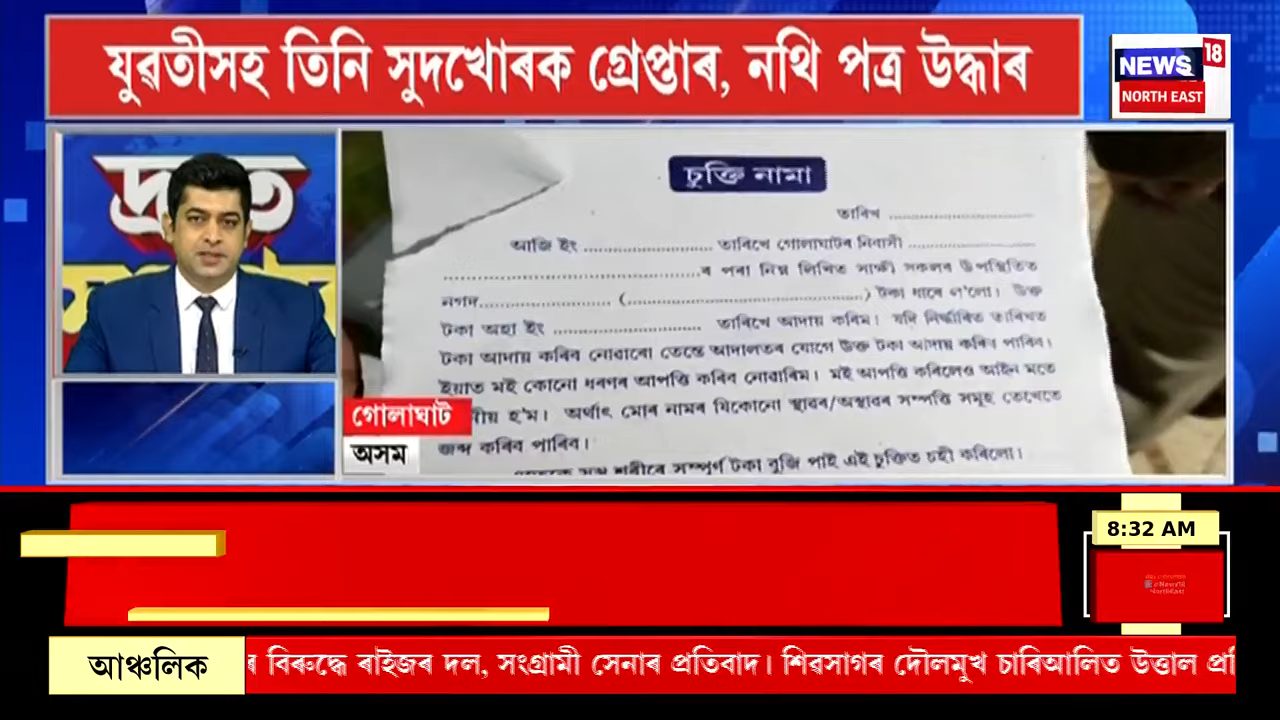 যুৱতীসহ তিনি সুদখোৰক গ্ৰেপ্তাৰ, নথি পত্ৰ উদ্ধাৰ
NEWS 18
NORTH EAST
দ্ৰুত
চুক্তি নামা
তাৰিখ ..............................
আজি ইং .......................... তাৰিখে গোলাঘাটৰ নিবাসী ..........................
....................................................ৰ পৰা নিম্ন লিখিত সাক্ষী সকলৰ উপস্থিতিত
নগদ.......................... (................................................) টকা ধাৰে ল'লো। উক্ত
টকা অহা ইং .............................. তাৰিখে আদায় কৰিম। যদি নিৰ্দ্ধাৰিত তাৰিখত
টকা আদায় কৰিব নোৱাৰো তেন্তে আদালতৰ যোগে উক্ত টকা আদায় কৰিব পাৰিব।
ইয়াত মই কোনো ধৰণৰ আপত্তি কৰিব নোৱাৰিম। মই আপত্তি কৰিলেও আইন মতে
নীয় হ'ম। অৰ্থাৎ মোৰ নামৰ যিকোনো স্থাৱৰ/অস্থাৱৰ সম্পত্তি সমূহ তেখেতে
জব্দ কৰিব পাৰিব।
সুস্থ শৰীৰে সম্পূৰ্ণ টকা বুজি পাই এই চুক্তিত চহী কৰিলো।
গোলাঘাট
অসম
8:32 AM
আঞ্চলিক
ৰ বিৰুদ্ধে ৰাইজৰ দল, সংগ্ৰামী সেনাৰ প্ৰতিবাদ। শিৱসাগৰ দৌলমুখ চাৰিআলিত উত্তাল প্ৰ